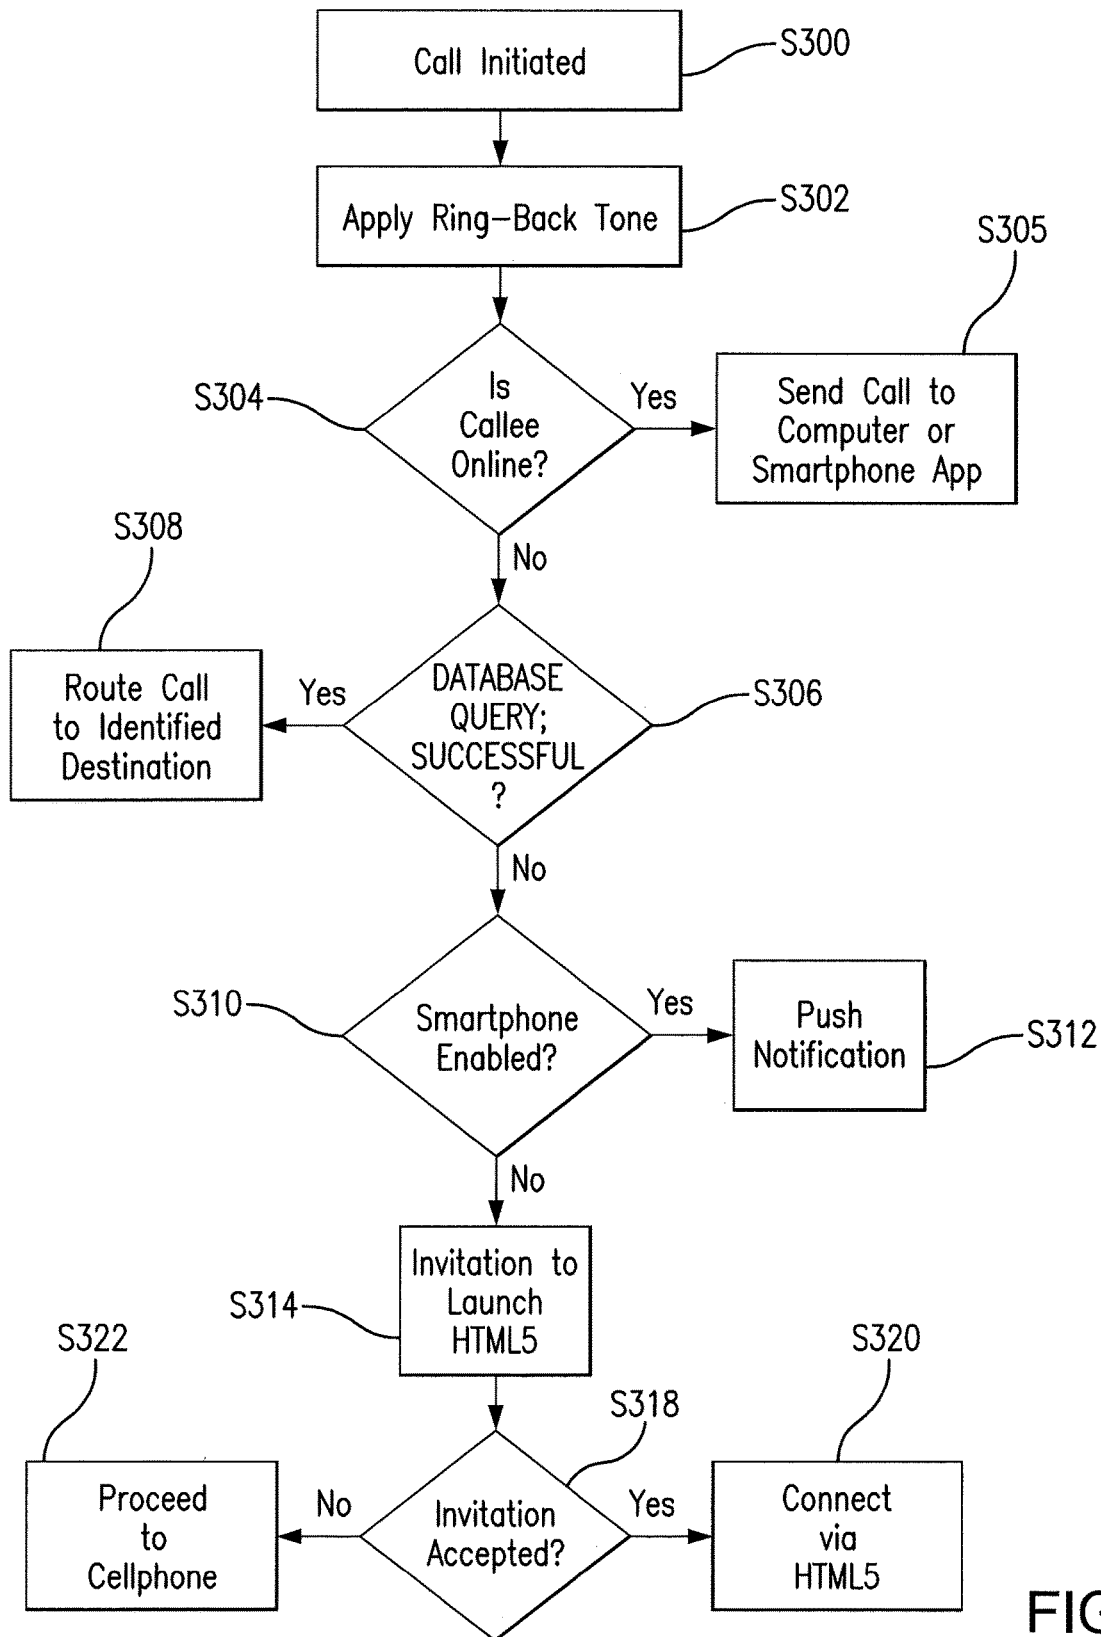 Call Initiated
S300
Apply Ring-Back Tone
S302
S305
S304
Is
Callee
Online?
Yes
Send Call to
Computer or
Smartphone App
No
S308
Route Call
to Identified
Destination
Yes
DATABASE
QUERY;
SUCCESSFUL
?
S306
No
S310
Smartphone
Enabled?
Yes
Push
Notification
S312
No
Invitation to
Launch
HTML5
S314
S322
S318
S320
Proceed
to
Cellphone
No
Invitation
Accepted?
Yes
Connect
via
HTML5